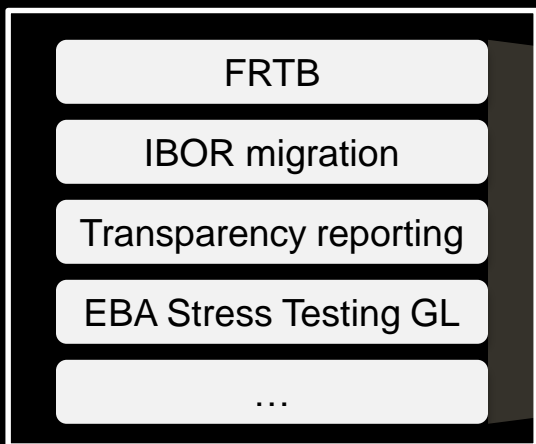 FRTB
IBOR migration
Transparency reporting
EBA Stress Testing GL
…